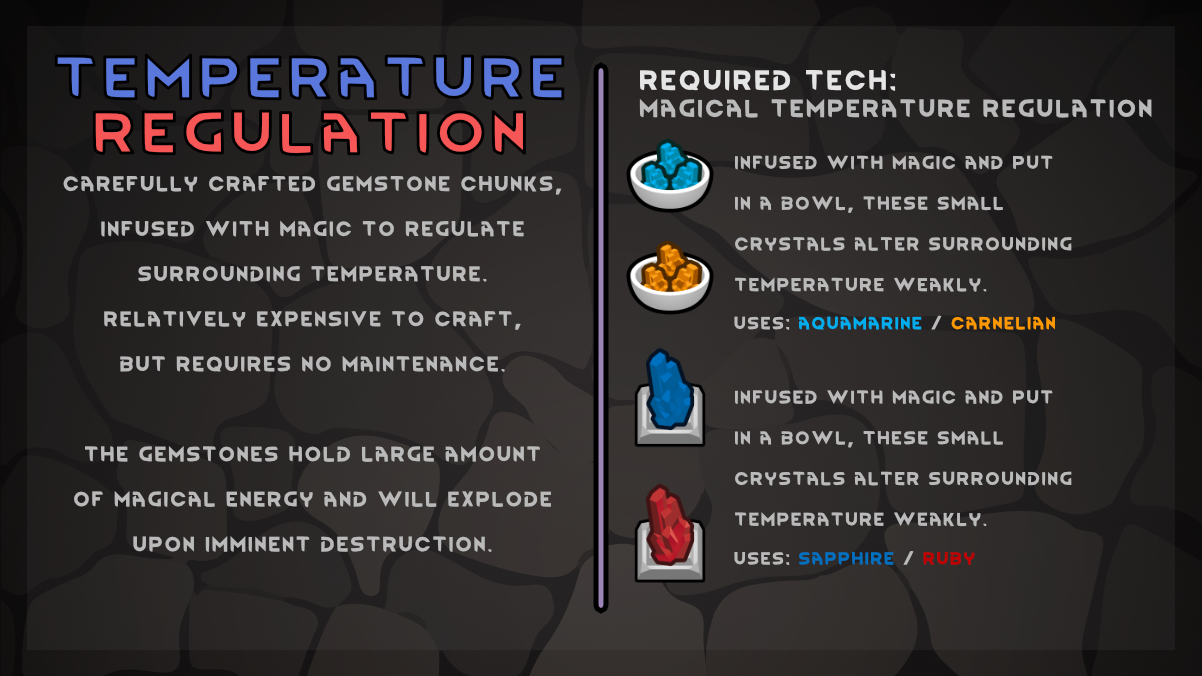 TEMPERATURE
REGULATION
CAREFULLY CRAFTED GEMSTONE CHUNKS,
INFUSED WITH MAGIC TO REGULATE
SURROUNDING TEMPERATURE.
RELATIVELY EXPENSIVE TO CRAFT,
BUT REQUIRES NO MAINTENANCE.
THE GEMSTONES HOLD LARGE AMOUNT
OF MAGICAL ENERGY AND WILL EXPLODE
UPON IMMINENT DESTRUCTION.
REQUIRED TECH:
MAGICAL TEMPERATURE REGULATION
INFUSED WITH MAGIC AND PUT
IN A BOWL, THESE SMALL
CRYSTALS ALTER SURROUNDING
TEMPERATURE WEAKLY.
USES: AQUAMARINE / CARNELIAN
INFUSED WITH MAGIC AND PUT
IN A BOWL, THESE SMALL
CRYSTALS ALTER SURROUNDING
TEMPERATURE WEAKLY.
USES: SAPPHIRE / RUBY